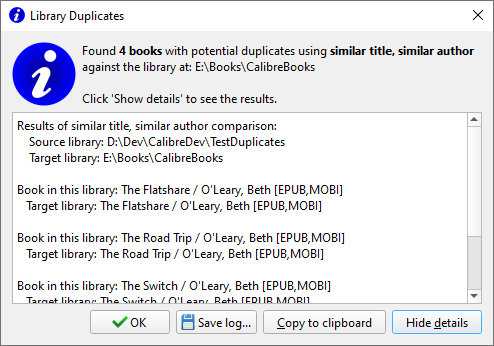 Library Duplicates
Found 4 books with potential duplicates using similar title, similar author
against the library at: E:\Books\CalibreBooks
Click 'Show details' to see the results.
Results of similar title, similar author comparison:
Source library: D:\Dev\CalibreDev\TestDuplicates
Target library: E:\Books\CalibreBooks
Book in this library: The Flatshare / O'Leary, Beth [EPUB,MOBI]
Target library: The Flatshare / O'Leary, Beth [EPUB,MOBI]
Book in this library: The Road Trip / O'Leary, Beth [EPUB,MOBI]
Target library: The Road Trip / O'Leary, Beth [EPUB,MOBI]
Book in this library: The Switch / O'Leary, Beth [EPUB,MOBI]
Target library: The Switch / O'Leary, Beth [EPUB,MOBI]
OK Save log... Copy to clipboard Hide details